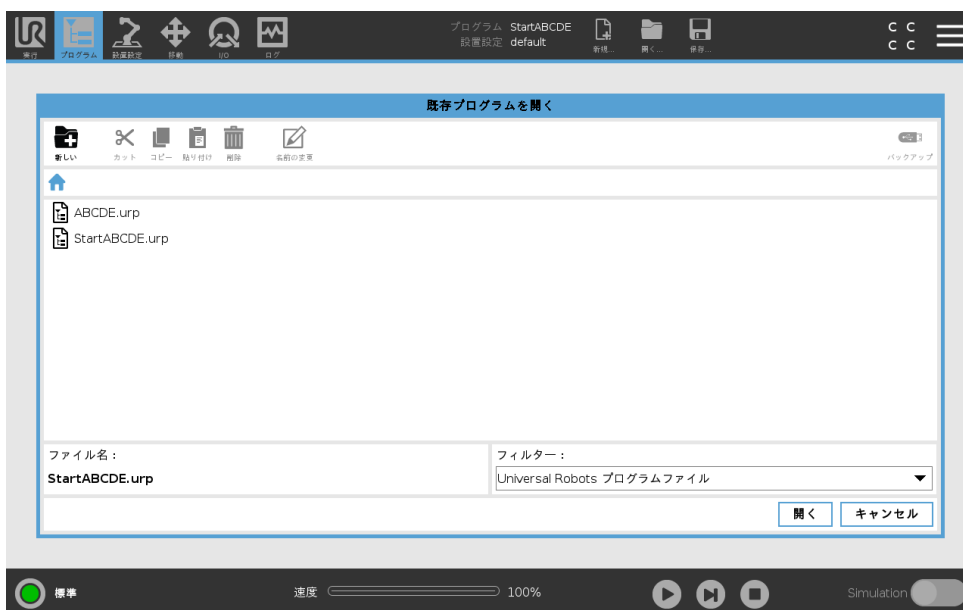 プログラム StartABCDE
設置設定 default
C C
C C
実行 プログラム 設置設定 移動 I/O ログ
新規... 開く... 保存...
既存プログラムを開く
新しい カット コピー 貼り付け 削除 名前の変更 バックアップ
ABCDE.urp
StartABCDE.urp
ファイル名：
StartABCDE.urp
フィルター：
Universal Robots プログラムファイル
開く キャンセル
標準 速度 100% Simulation